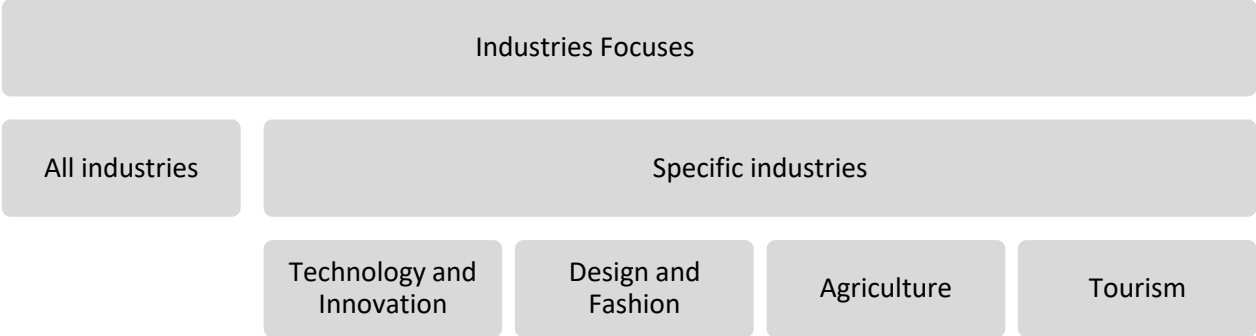 Industries Focuses
All industries
Specific industries
Technology and
Innovation
Design and
Fashion
Agriculture
Tourism